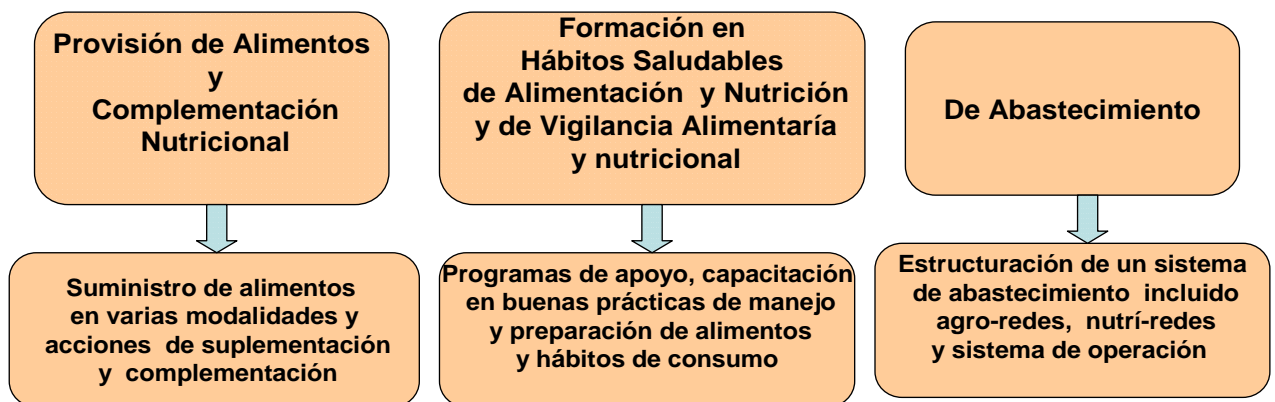 Provisión de Alimentos
y
Complementación
Nutricional
Formación en
Hábitos Saludables
de Alimentación y Nutrición
y de Vigilancia Alimentaría
y nutricional
De Abastecimiento
Suministro de alimentos
en varias modalidades y
acciones de suplementación
y complementación
Programas de apoyo, capacitación
en buenas prácticas de manejo
y preparación de alimentos
y hábitos de consumo
Estructuración de un sistema
de abastecimiento incluido
agro-redes, nutrí-redes
y sistema de operación